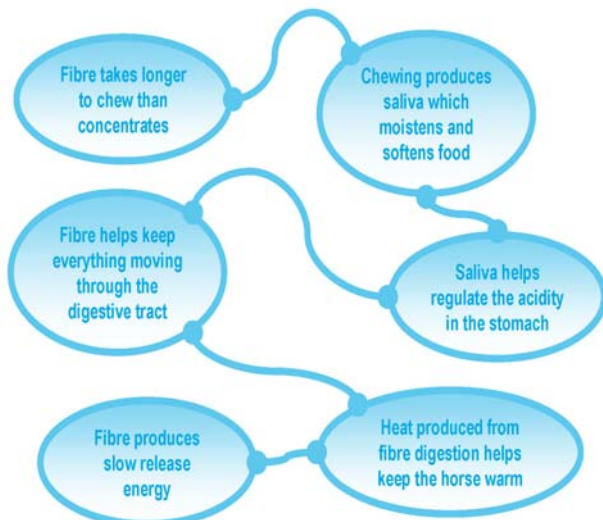 Fibre takes longer
to chew than
concentrates
Chewing produces
saliva which
moistens and
softens food
Saliva helps
regulate the acidity
in the stomach
Fibre helps keep
everything moving
through the
digestive tract
Heat produced from
fibre digestion helps
keep the horse warm
Fibre produces
slow release
energy